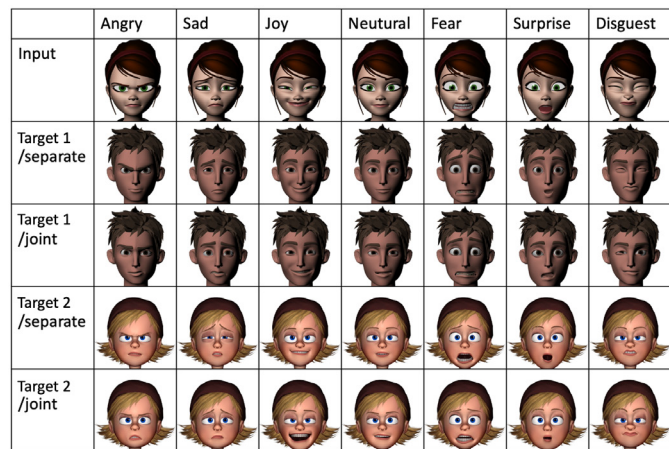 Angry Sad Joy Neutural Fear Surprise Disguest
Input
Target 1
/separate
Target 1
/joint
Target 2
/separate
Target 2
/joint